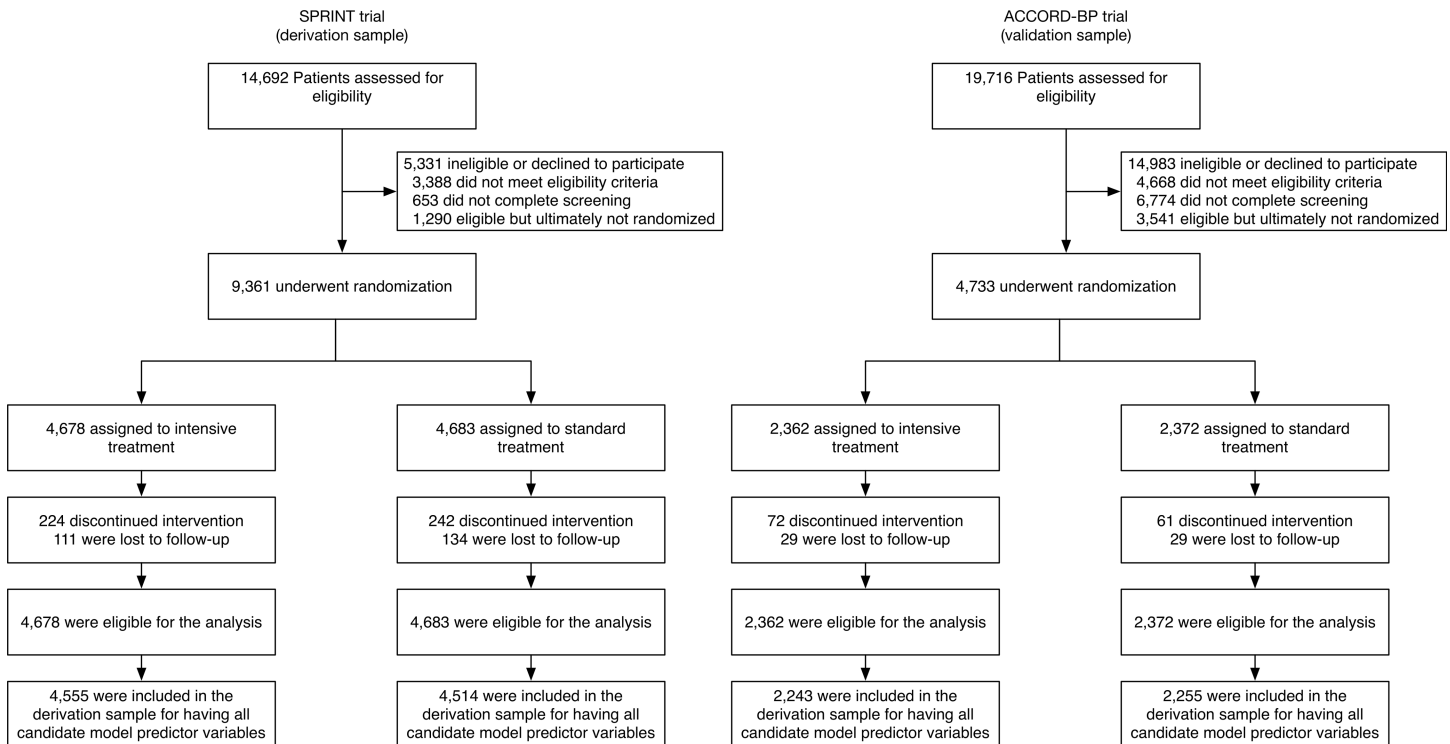 SPRINT trial
(derivation sample)
14,692 Patients assessed for
eligibility
5,331 ineligible or declined to participate
3,388 did not meet eligibility criteria
653 did not complete screening
1,290 eligible but ultimately not randomized
9,361 underwent randomization
4,678 assigned to intensive
treatment
4,683 assigned to standard
treatment
224 discontinued intervention
111 were lost to follow-up
242 discontinued intervention
134 were lost to follow-up
4,678 were eligible for the analysis
4,683 were eligible for the analysis
4,555 were included in the
derivation sample for having all
candidate model predictor variables
4,514 were included in the
derivation sample for having all
candidate model predictor variables
ACCORD-BP trial
(validation sample)
19,716 Patients assessed for
eligibility
14,983 ineligible or declined to participate
4,668 did not meet eligibility criteria
6,774 did not complete screening
3,541 eligible but ultimately not randomized
4,733 underwent randomization
2,362 assigned to intensive
treatment
2,372 assigned to standard
treatment
72 discontinued intervention
29 were lost to follow-up
61 discontinued intervention
29 were lost to follow-up
2,362 were eligible for the analysis
2,372 were eligible for the analysis
2,243 were included in the
derivation sample for having all
candidate model predictor variables
2,255 were included in the
derivation sample for having all
candidate model predictor variables